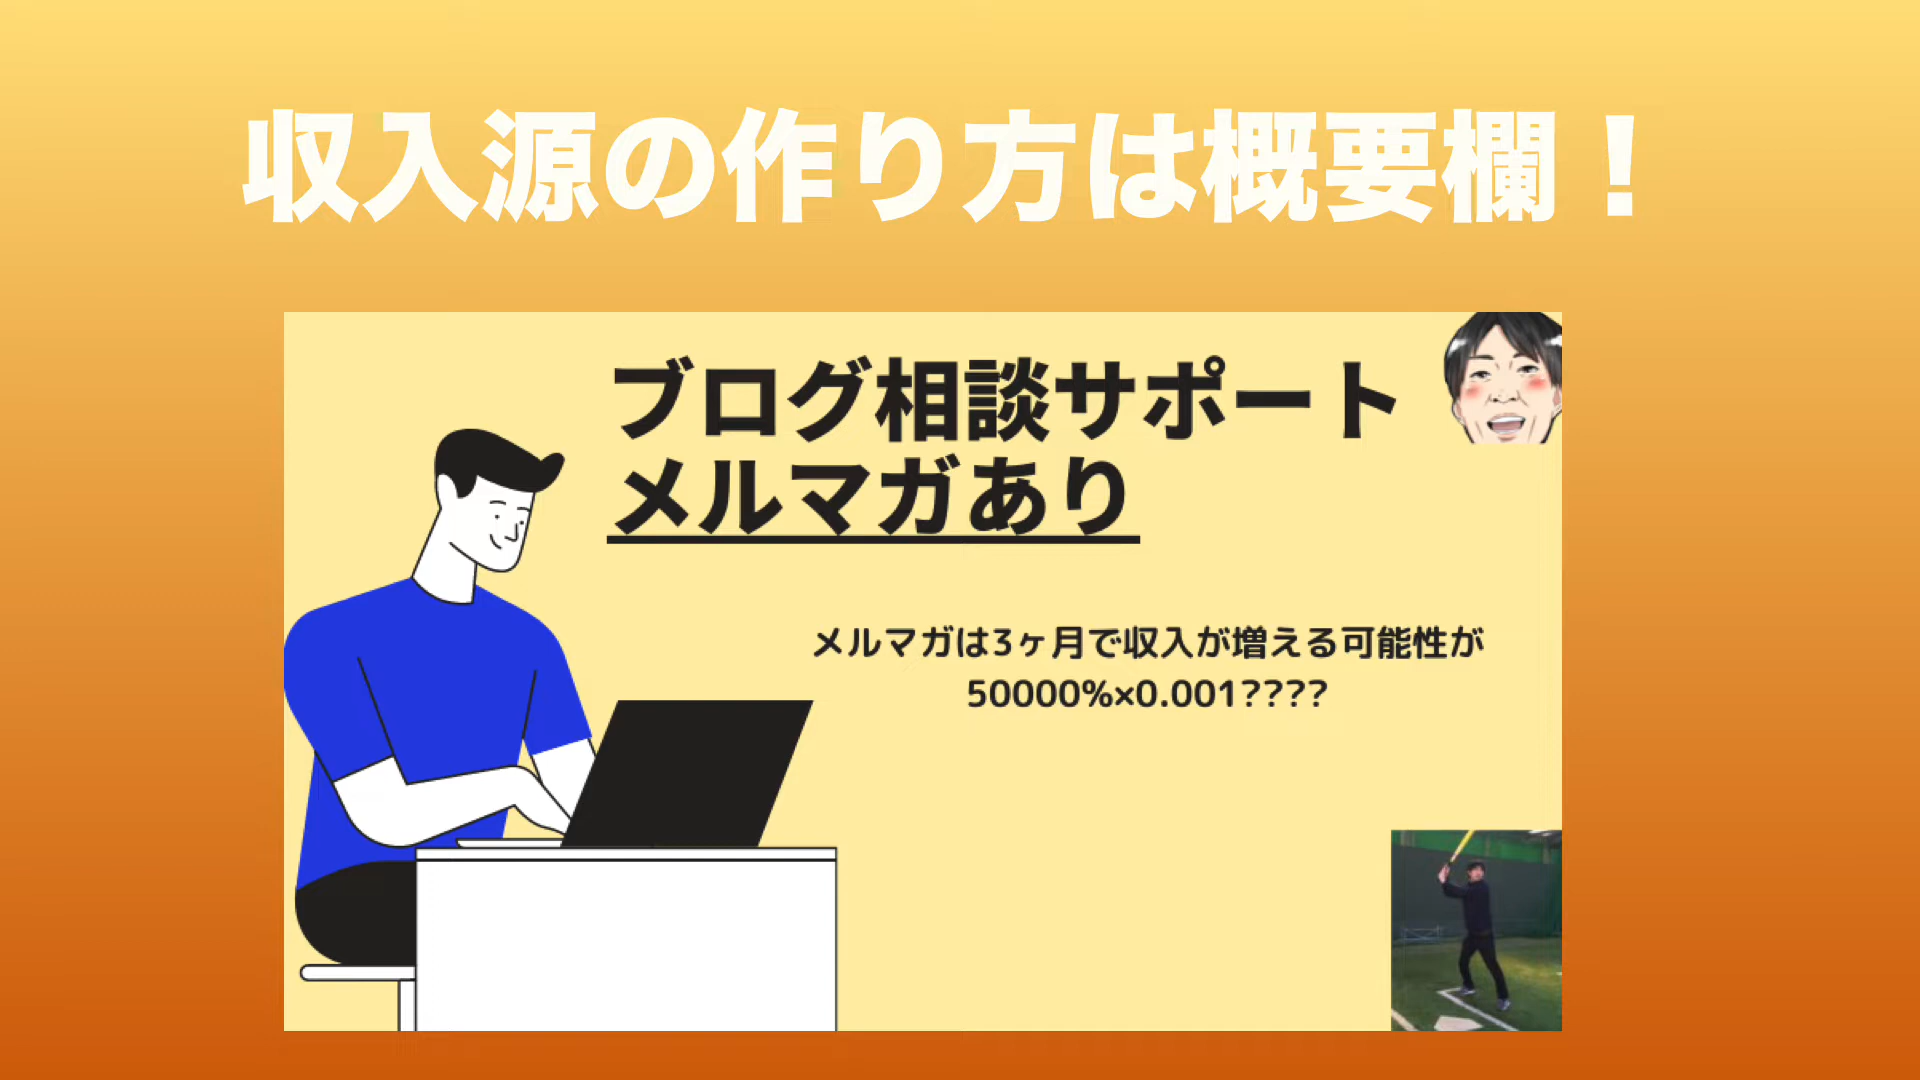 収入源の作り方は概要欄！
ブログ相談サポート
メルマガあり
メルマガは3ヶ月で収入が増える可能性が
50000%×0.001????